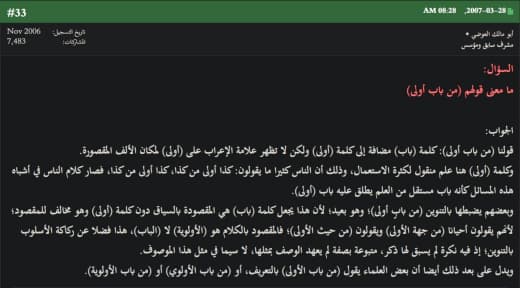 #33
28-03-2007, 08:28 AM
أبو مالك العوضي
مشرف سابق ومؤسس
تاريخ التسجيل: Nov 2006
المشاركات: 7,483
السؤال:
ما معنى قولهم (من باب أولى)
الجواب:
قولنا (من باب أولى): كلمة (باب) مضافة إلى كلمة (أولى) ولكن لا تظهر علامة الإعراب على (أولى) لمكان الألف المقصورة.
وكلمة (أولى) هنا علم منقول لكثرة الاستعمال، وذلك أن الناس كثيرا ما يقولون: كذا أولى من كذا، كذا أولى من كذا، فصار كلام الناس في أشباه
هذه المسائل كأنه باب مستقل من العلم يطلق عليه باب (أولى).
وبعضهم يضبطها بالتنوين (من بابٍ أولى)؛ وهو بعيد؛ لأن هذا يجعل كلمة (باب) هي المقصودة بالسياق دون كلمة (أولى) وهو مخالف للمقصود؛
لأنهم يقولون أحيانا (من جهة الأولى) ويقولون (من حيث الأولى)؛ فالمقصود بالكلام هو (الأولوية) لا (الباب)، هذا فضلا عن ركاكة الأسلوب
بالتنوين؛ إذ فيه نكرة لم يسبق لها ذكر، متبوعة بصفة لم يعهد الوصف بمثلها، لا سيما في مثل هذا الموصوف.
ويدل على بعد ذلك أيضا أن بعض العلماء يقول (من باب الأولى) بالتعريف، أو (من باب الأولوي) أو (من باب الأولوية).